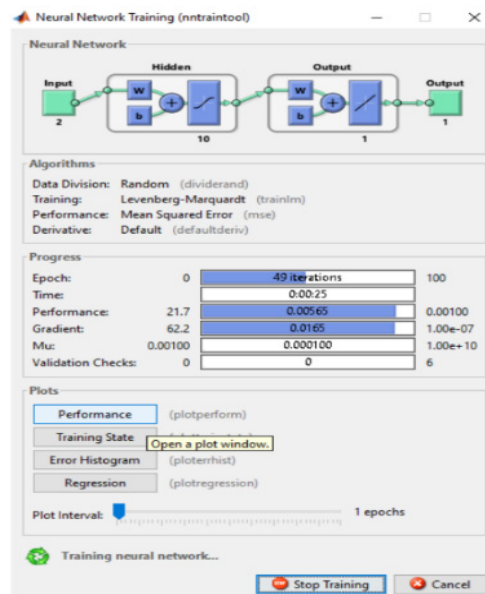 Neural Network Training (nntraintool)
Neural Network
Hidden
Output
Input
W
W
Output
b
b
2
10
1
1
Algorithms
Data Division: Random (dividerand)
Training: Levenberg-Marquardt (trainlm)
Performance: Mean Squared Error (mse)
Derivative: Default (defaultderiv)
Progress
Epoch: 0 49 iterations 100
Time: 0:00:25
Performance: 21.7 0.00565 0.00100
Gradient: 62.2 0.0165 1.00e-07
Mu: 0.00100 0.000100 1.00e+10
Validation Checks: 0 0 6
Plots
Performance (plotperform)
Training State
Open a plot window.
Error Histogram (ploterrhist)
Regression (plotregression)
Plot Interval: 1 epochs
Training neural network...
Stop Training Cancel